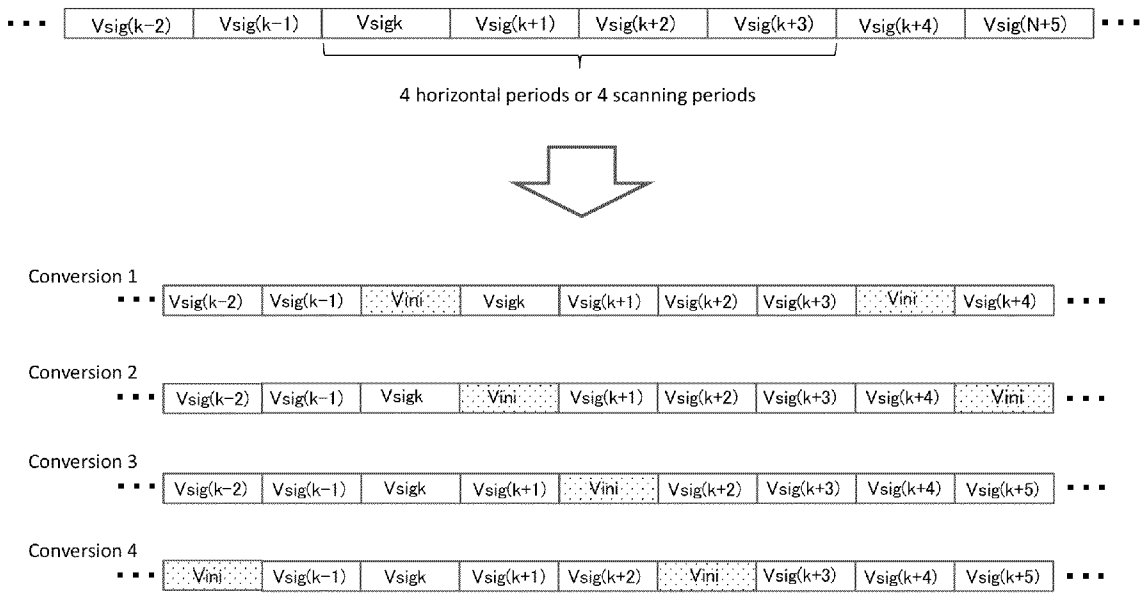 ... Vsig(k-2) Vsig(k-1) Vsigk Vsig(k+1) Vsig(k+2) Vsig(k+3) Vsig(k+4) Vsig(N+5) ...
4 horizontal periods or 4 scanning periods
Conversion 1
... Vsig(k-2) Vsig(k-1) Vini Vsigk Vsig(k+1) Vsig(k+2) Vsig(k+3) Vini Vsig(k+4) ...
Conversion 2
... Vsig(k-2) Vsig(k-1) Vsigk Vini Vsig(k+1) Vsig(k+2) Vsig(k+3) Vsig(k+4) Vini ...
Conversion 3
... Vsig(k-2) Vsig(k-1) Vsigk Vsig(k+1) Vini Vsig(k+2) Vsig(k+3) Vsig(k+4) Vsig(k+5) ...
Conversion 4
... Vini Vsig(k-1) Vsigk Vsig(k+1) Vsig(k+2) Vini Vsig(k+3) Vsig(k+4) Vsig(k+5) ...